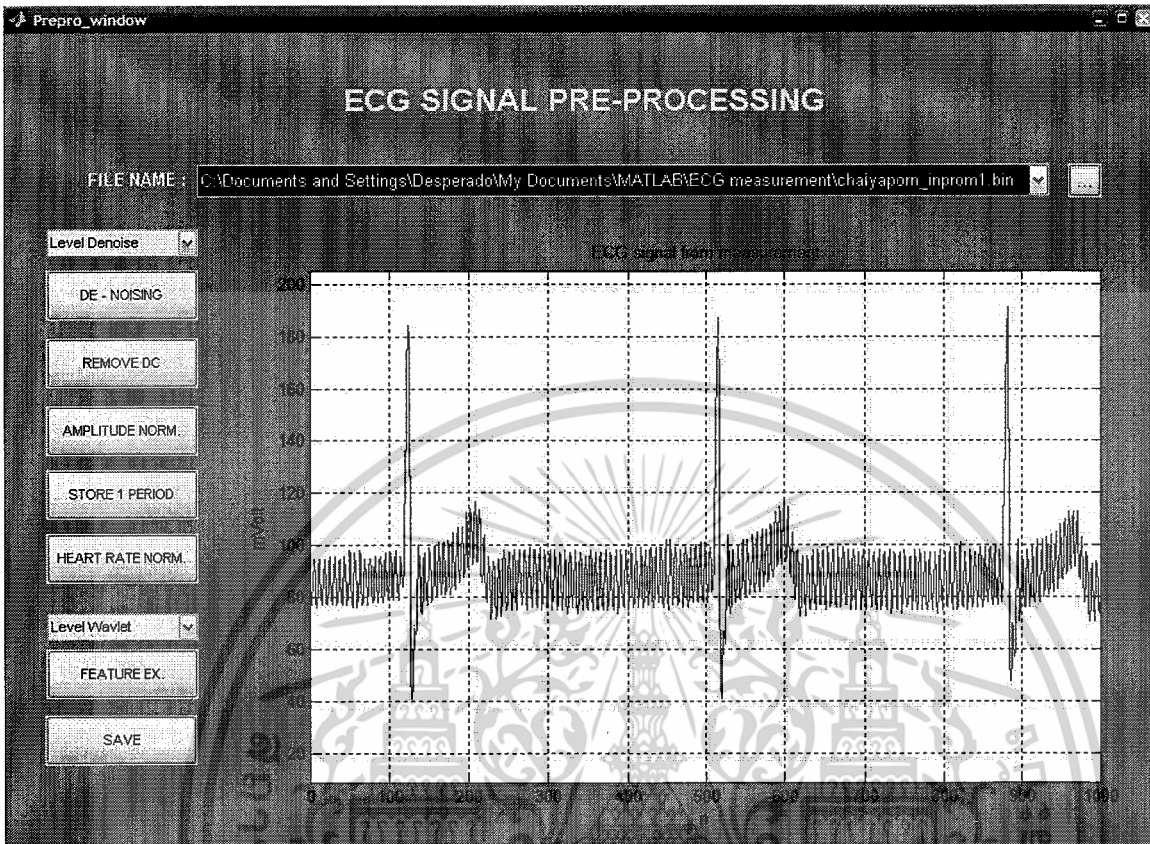 Prepro_window
ECG SIGNAL PRE-PROCESSING
FILE NAME : C:\Documents and Settings\Desperado\My Documents\MATLAB\ECG measurement\chaiyaporn_inprom1.bin ...
Level Denoise
DE - NOISING
REMOVE DC
AMPLITUDE NORM.
STORE 1 PERIOD
HEART RATE NORM.
Level Wavlet
FEATURE EX.
SAVE
ECG signal from measurement
mVolt
200
180
160
140
120
100
80
60
40
20
0 100 200 300 400 500 600 700 800 900 1000
n